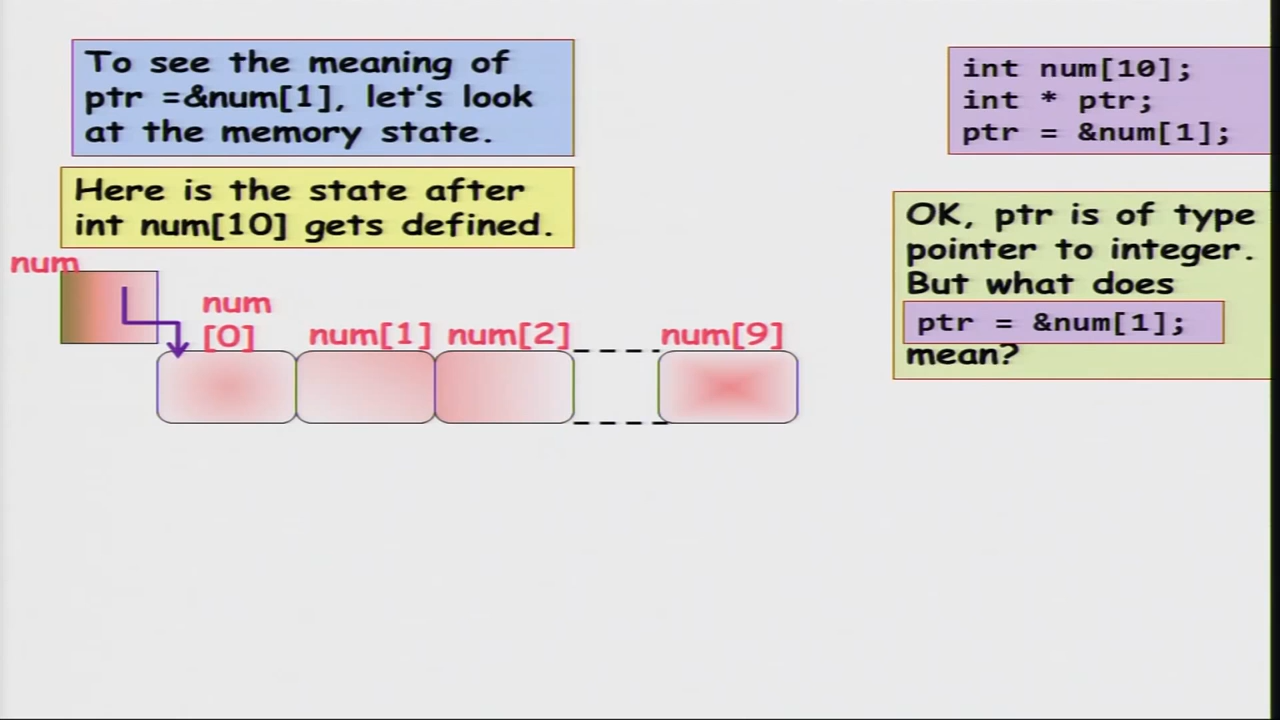 To see the meaning of
ptr =&num[1], let's look
at the memory state.
Here is the state after
int num[10] gets defined.
num
num
[0]
num[1]
num[2]
num[9]
int num[10];
int * ptr;
ptr = &num[1];
OK, ptr is of type
pointer to integer.
But what does
ptr = &num[1];
mean?